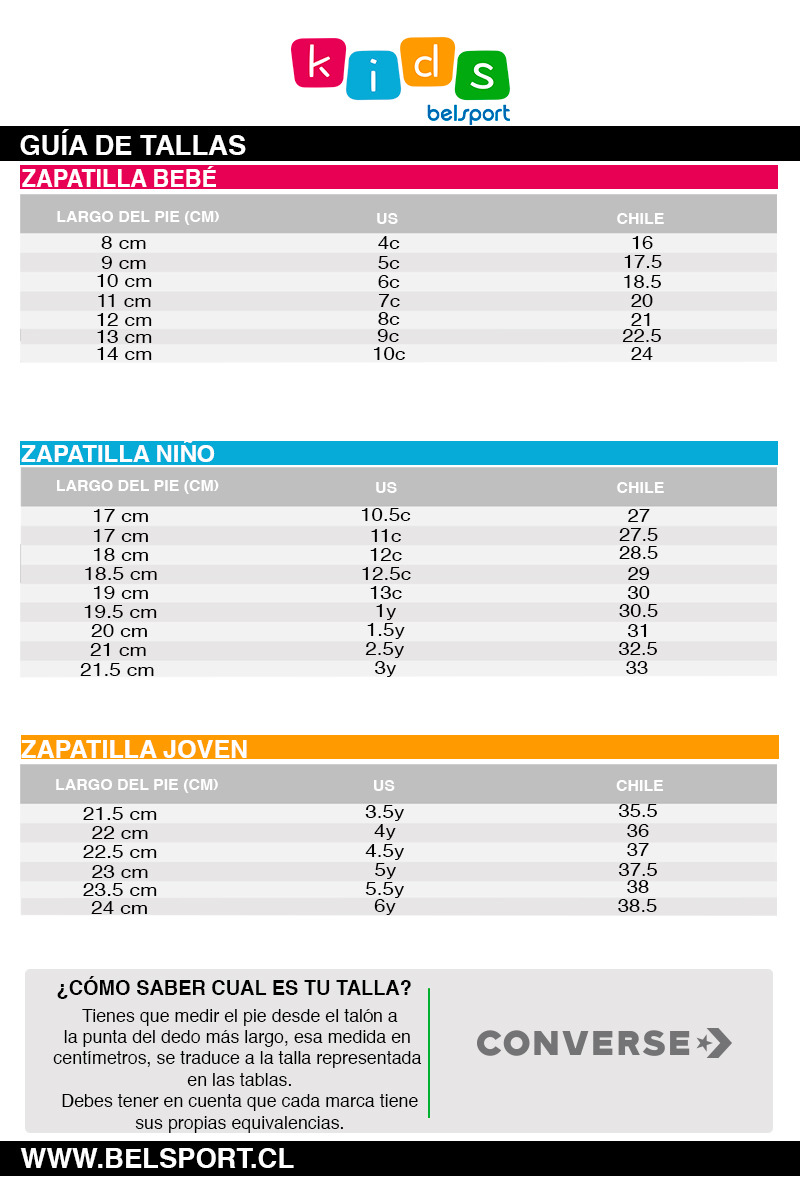 kids
belsport
GUÍA DE TALLAS
ZAPATILLA BEBÉ
LARGO DEL PIE (CM) US CHILE
8 cm 4c 16
9 cm 5c 17.5
10 cm 6c 18.5
11 cm 7c 20
12 cm 8c 21
13 cm 9c 22.5
14 cm 10c 24
ZAPATILLA NIÑO
LARGO DEL PIE (CM) US CHILE
17 cm 10.5c 27
17 cm 11c 27.5
18 cm 12c 28.5
18.5 cm 12.5c 29
19 cm 13c 30
19.5 cm 1y 30.5
20 cm 1.5y 31
21 cm 2.5y 32.5
21.5 cm 3y 33
ZAPATILLA JOVEN
LARGO DEL PIE (CM) US CHILE
21.5 cm 3.5y 35.5
22 cm 4y 36
22.5 cm 4.5y 37
23 cm 5y 37.5
23.5 cm 5.5y 38
24 cm 6y 38.5
¿CÓMO SABER CUAL ES TU TALLA?
Tienes que medir el pie desde el talón a
la punta del dedo más largo, esa medida en
centímetros, se traduce a la talla representada
en las tablas.
Debes tener en cuenta que cada marca tiene
sus propias equivalencias.
CONVERSE
WWW.BELSPORT.CL